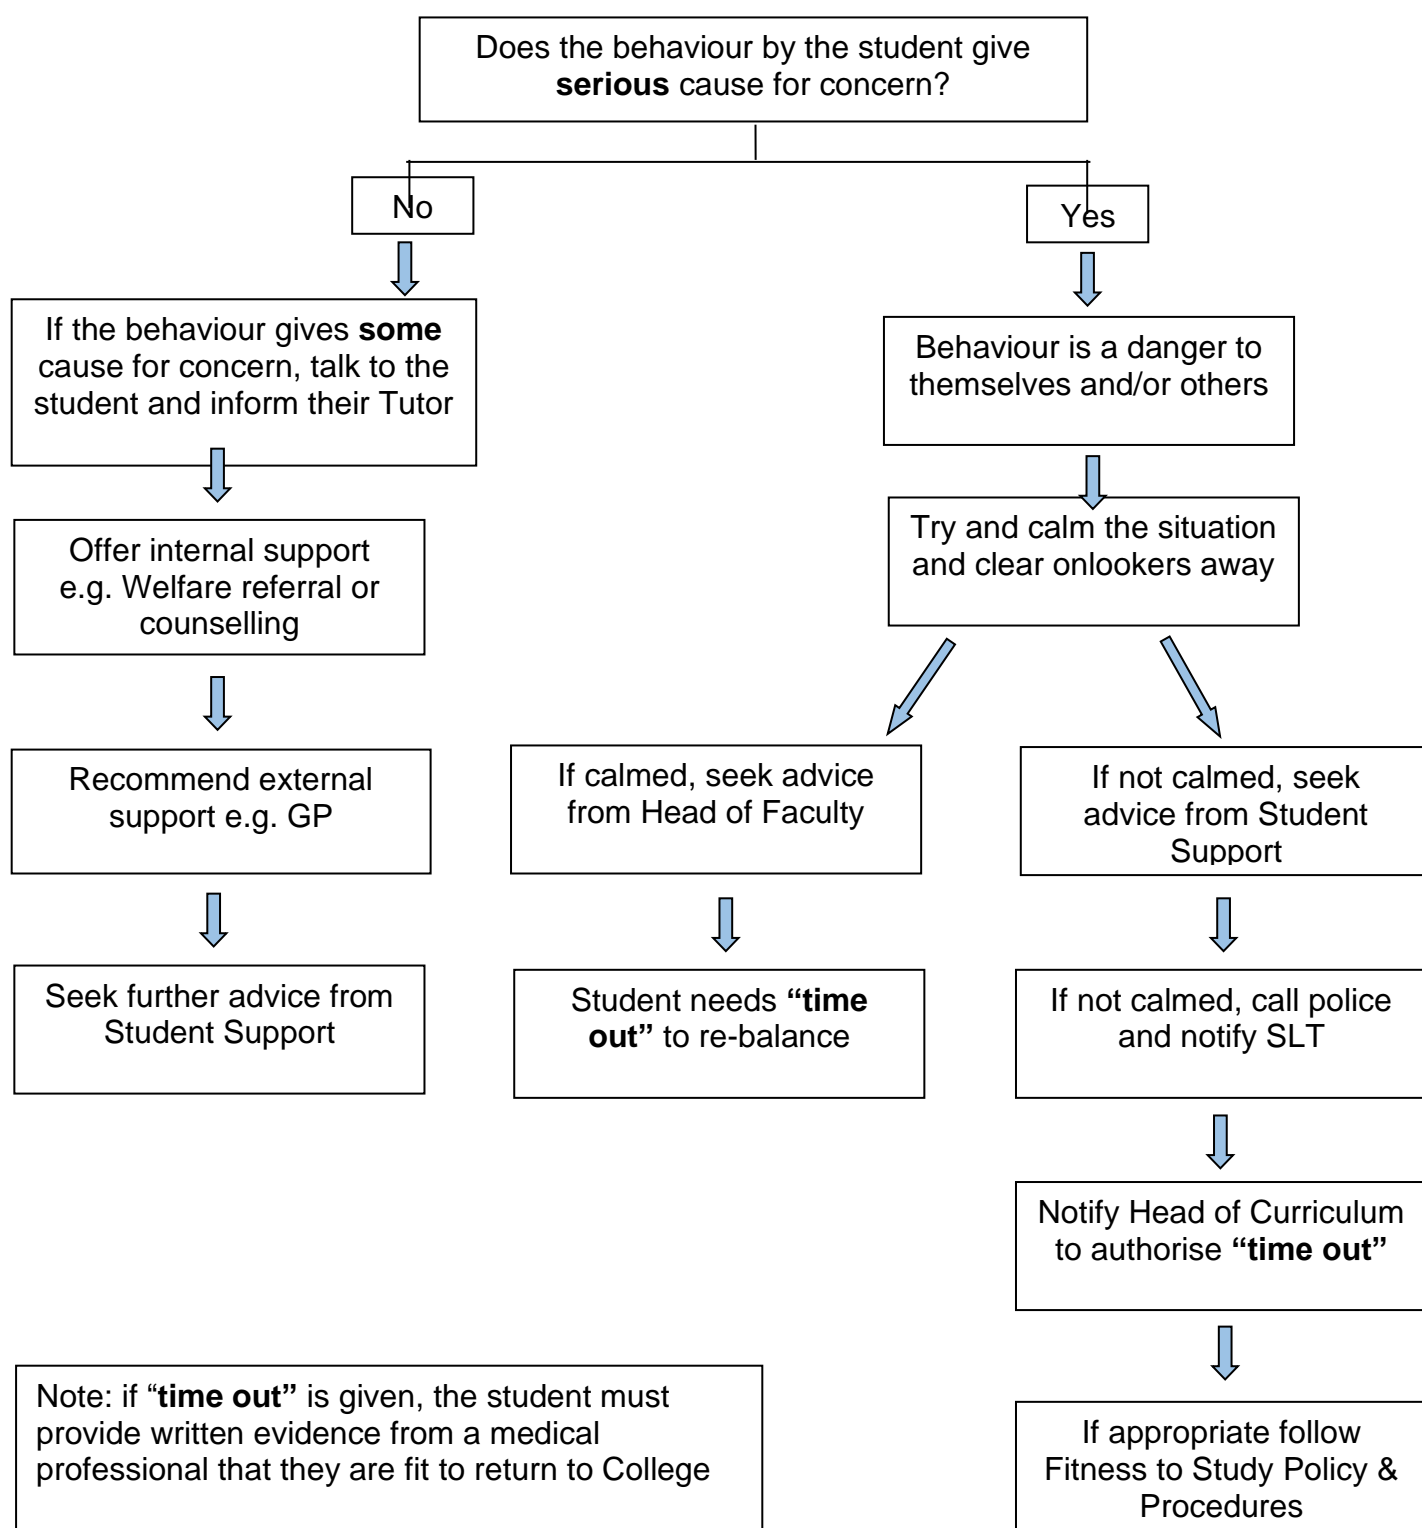 Does the behaviour by the student give
serious cause for concern?
No
Yes
If the behaviour gives some
cause for concern, talk to the
student and inform their Tutor
Behaviour is a danger to
themselves and/or others
Offer internal support
e.g. Welfare referral or
counselling
Try and calm the situation
and clear onlookers away
Recommend external
support e.g. GP
If calmed, seek advice
from Head of Faculty
If not calmed, seek
advice from Student
Support
Seek further advice from
Student Support
Student needs “time
out” to re-balance
If not calmed, call police
and notify SLT
Notify Head of Curriculum
to authorise “time out”
Note: if “time out” is given, the student must
provide written evidence from a medical
professional that they are fit to return to College
If appropriate follow
Fitness to Study Policy &
Procedures